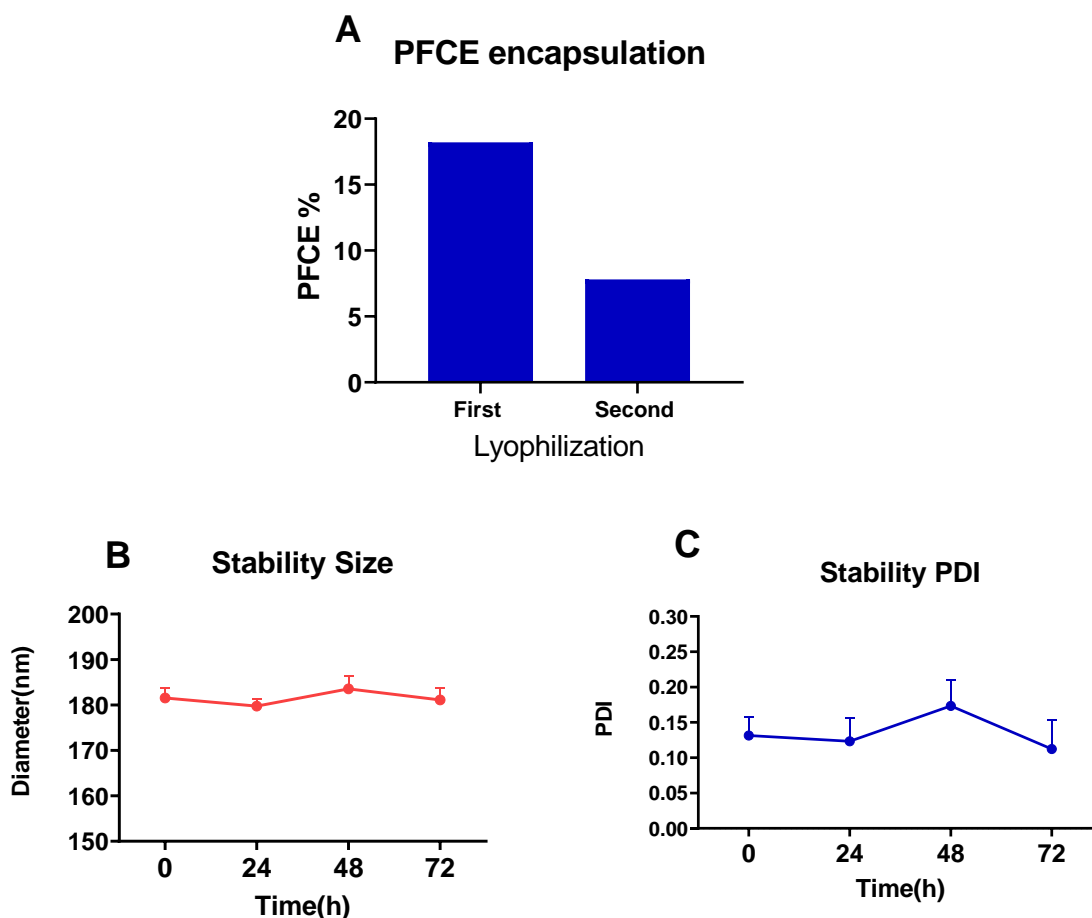 A
PFCE encapsulation
20
15
10
5
0
PFCE %
First Second
Lyophilization
B
Stability Size
200
190
180
170
160
150
Diameter(nm)
0 24 48 72
Time(h)
C
Stability PDI
0.30
0.25
0.20
0.15
0.10
0.05
0.00
PDI
0 24 48 72
Time(h)